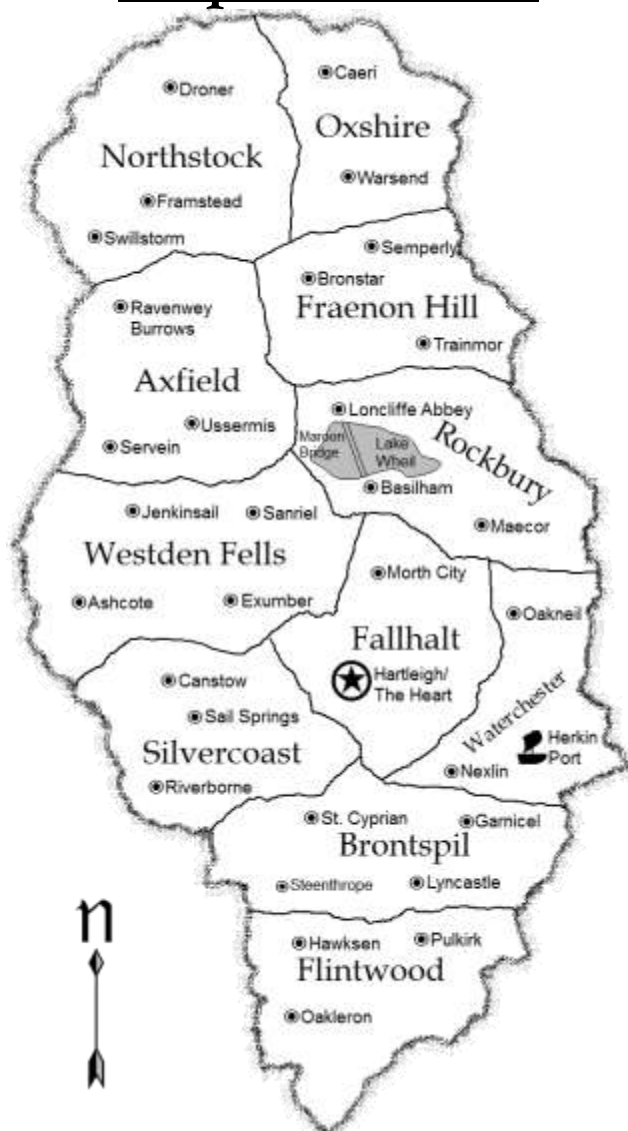 Droner
Caeri
Oxshire
Northstock
Warsend
Framstead
Swillstorm
Semperly
Bronstar
Fraenon Hill
Ravenwey
Burrows
Trainmor
Axfield
Loncliffe Abbey
Ussermis
Rockbury
Servein
Maroon
Bridge
Lake
Wheil
Basilham
Jenkinsail
Sanriel
Maecor
Westden Fells
Morth City
Ashcote
Exumber
Oakneil
Fallhalt
Hartleigh/
The Heart
Canstow
Sail Springs
Waterchester
Herkin
Port
Silvercoast
Nexlin
Riverborne
St. Cyprian
Garnicel
Brontspil
Steenthrope
Lyncastle
n
Hawksen
Pulkirk
Flintwood
Oakleron